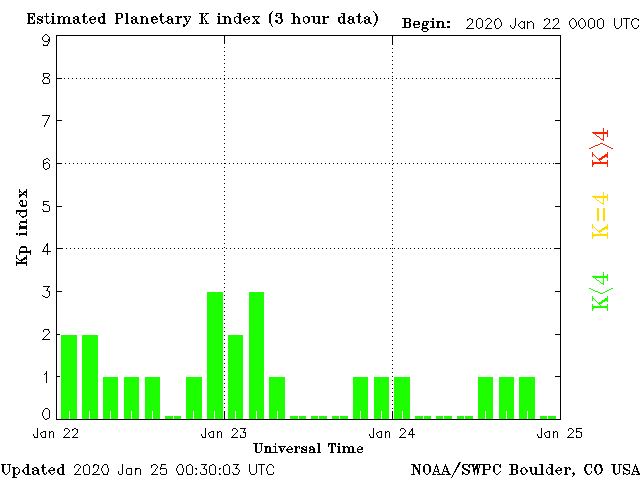 Estimated Planetary K index (3 hour data) Begin: 2020 Jan 22 0000 UTC
9
8
7
6
5
4
3
2
1
0
Kp index
K>4
K=4
K<4
Jan 22 Jan 23 Jan 24 Jan 25
Universal Time
Updated 2020 Jan 25 00:30:03 UTC NOAA/SWPC Boulder, CO USA